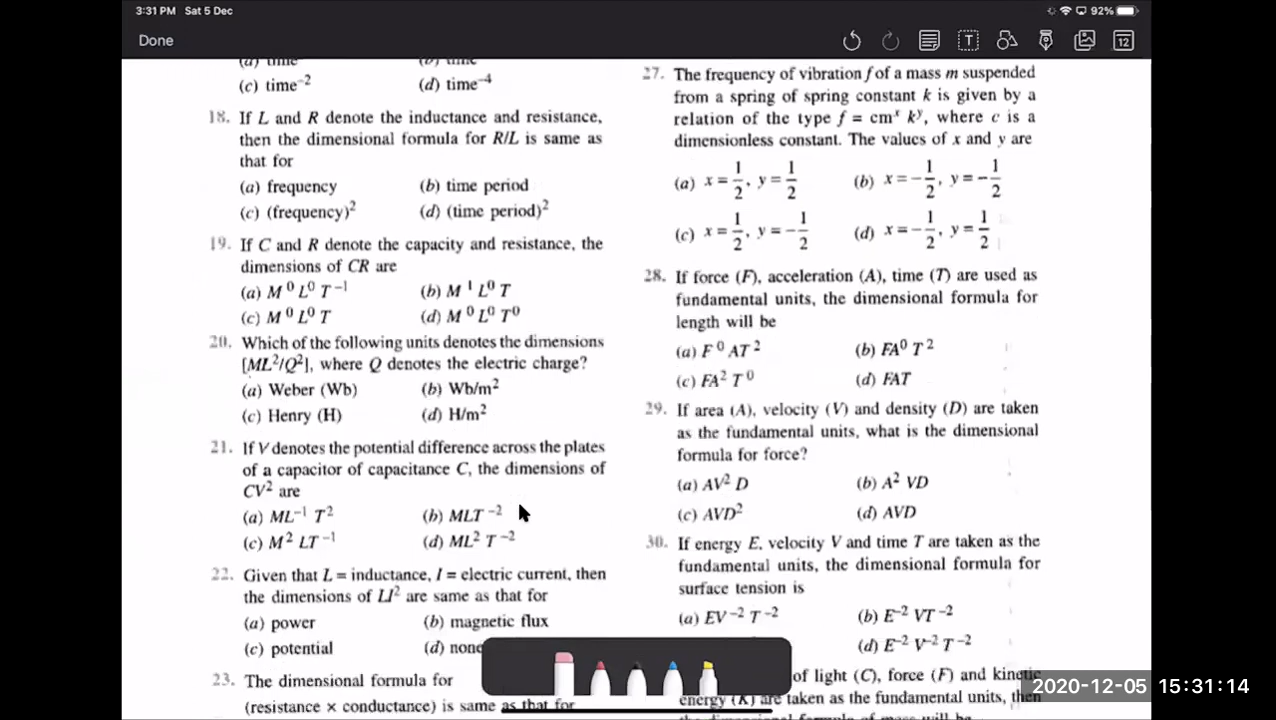 3:31 PM Sat 5 Dec
92%
Done
T
12
(a) time (b) time
(c) time⁻² (d) time⁻⁴
18. If L and R denote the inductance and resistance,
then the dimensional formula for R/L is same as
that for
(a) frequency (b) time period
(c) (frequency)² (d) (time period)²
19. If C and R denote the capacity and resistance, the
dimensions of CR are
(a) M⁰ L⁰ T⁻¹ (b) M¹ L⁰ T
(c) M⁰ L⁰ T (d) M⁰ L⁰ T⁰
20. Which of the following units denotes the dimensions
[ML²/Q²], where Q denotes the electric charge?
(a) Weber (Wb) (b) Wb/m²
(c) Henry (H) (d) H/m²
21. If V denotes the potential difference across the plates
of a capacitor of capacitance C, the dimensions of
CV² are
(a) ML⁻¹ T² (b) MLT⁻²
(c) M² LT⁻¹ (d) ML² T⁻²
22. Given that L = inductance, I = electric current, then
the dimensions of LI² are same as that for
(a) power (b) magnetic flux
(c) potential (d) none
23. The dimensional formula for
(resistance × conductance) is same as that for
27. The frequency of vibration f of a mass m suspended
from a spring of spring constant k is given by a
relation of the type f = cmˣ kʸ, where c is a
dimensionless constant. The values of x and y are
(a) x = 1/2, y = 1/2 (b) x = −1/2, y = −1/2
(c) x = 1/2, y = −1/2 (d) x = −1/2, y = 1/2
28. If force (F), acceleration (A), time (T) are used as
fundamental units, the dimensional formula for
length will be
(a) F⁰ AT² (b) FA⁰ T²
(c) FA² T⁰ (d) FAT
29. If area (A), velocity (V) and density (D) are taken
as the fundamental units, what is the dimensional
formula for force?
(a) AV² D (b) A² VD
(c) AVD² (d) AVD
30. If energy E, velocity V and time T are taken as the
fundamental units, the dimensional formula for
surface tension is
(a) EV⁻² T⁻² (b) E⁻² VT⁻²
(d) E⁻² V⁻² T⁻²
of light (C), force (F) and kinetic
energy (K) are taken as the fundamental units, then
2020-12-05 15:31:14